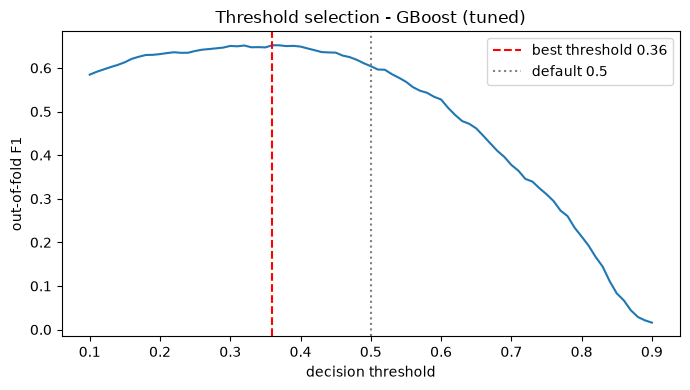 Threshold selection - GBoost (tuned)
best threshold 0.36
default 0.5
out-of-fold F1
0.6
0.5
0.4
0.3
0.2
0.1
0.0
0.1 0.2 0.3 0.4 0.5 0.6 0.7 0.8 0.9
decision threshold